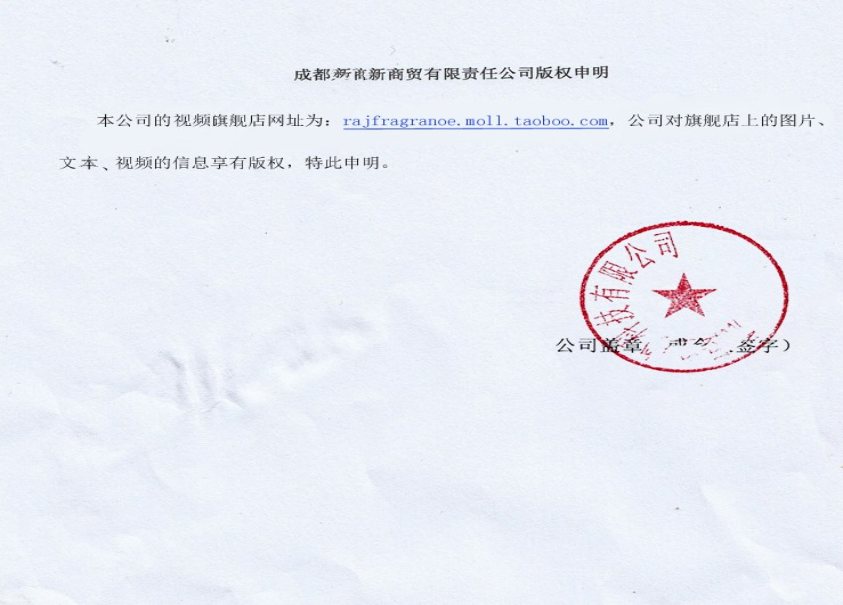 成都新商贸有限责任公司版权申明
本公司的视频旗舰店网址为：rajfragranoe.moll.taoboo.com，公司对旗舰店上的图片、
文本、视频的信息享有版权，特此申明。
技有限公司
公司盖章 签字）